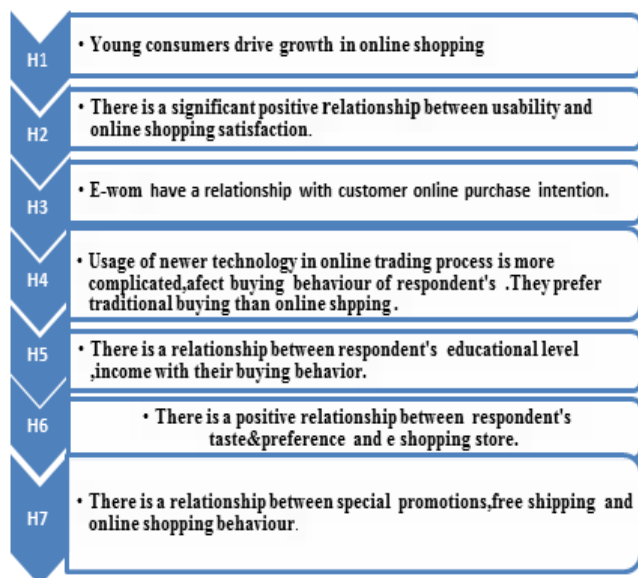 H1
• Young consumers drive growth in online shopping
H2
• There is a significant positive relationship between usability and
online shopping satisfaction.
H3
• E-wom have a relationship with customer online purchase intention.
H4
• Usage of newer technology in online trading process is more
complicated,afect buying behaviour of respondent's .They prefer
traditional buying than online shpping .
H5
• There is a relationship between respondent's educational level
,income with their buying behavior.
H6
• There is a positive relationship between respondent's
taste&preference and e shopping store.
H7
• There is a relationship between special promotions,free shipping and
online shopping behaviour.